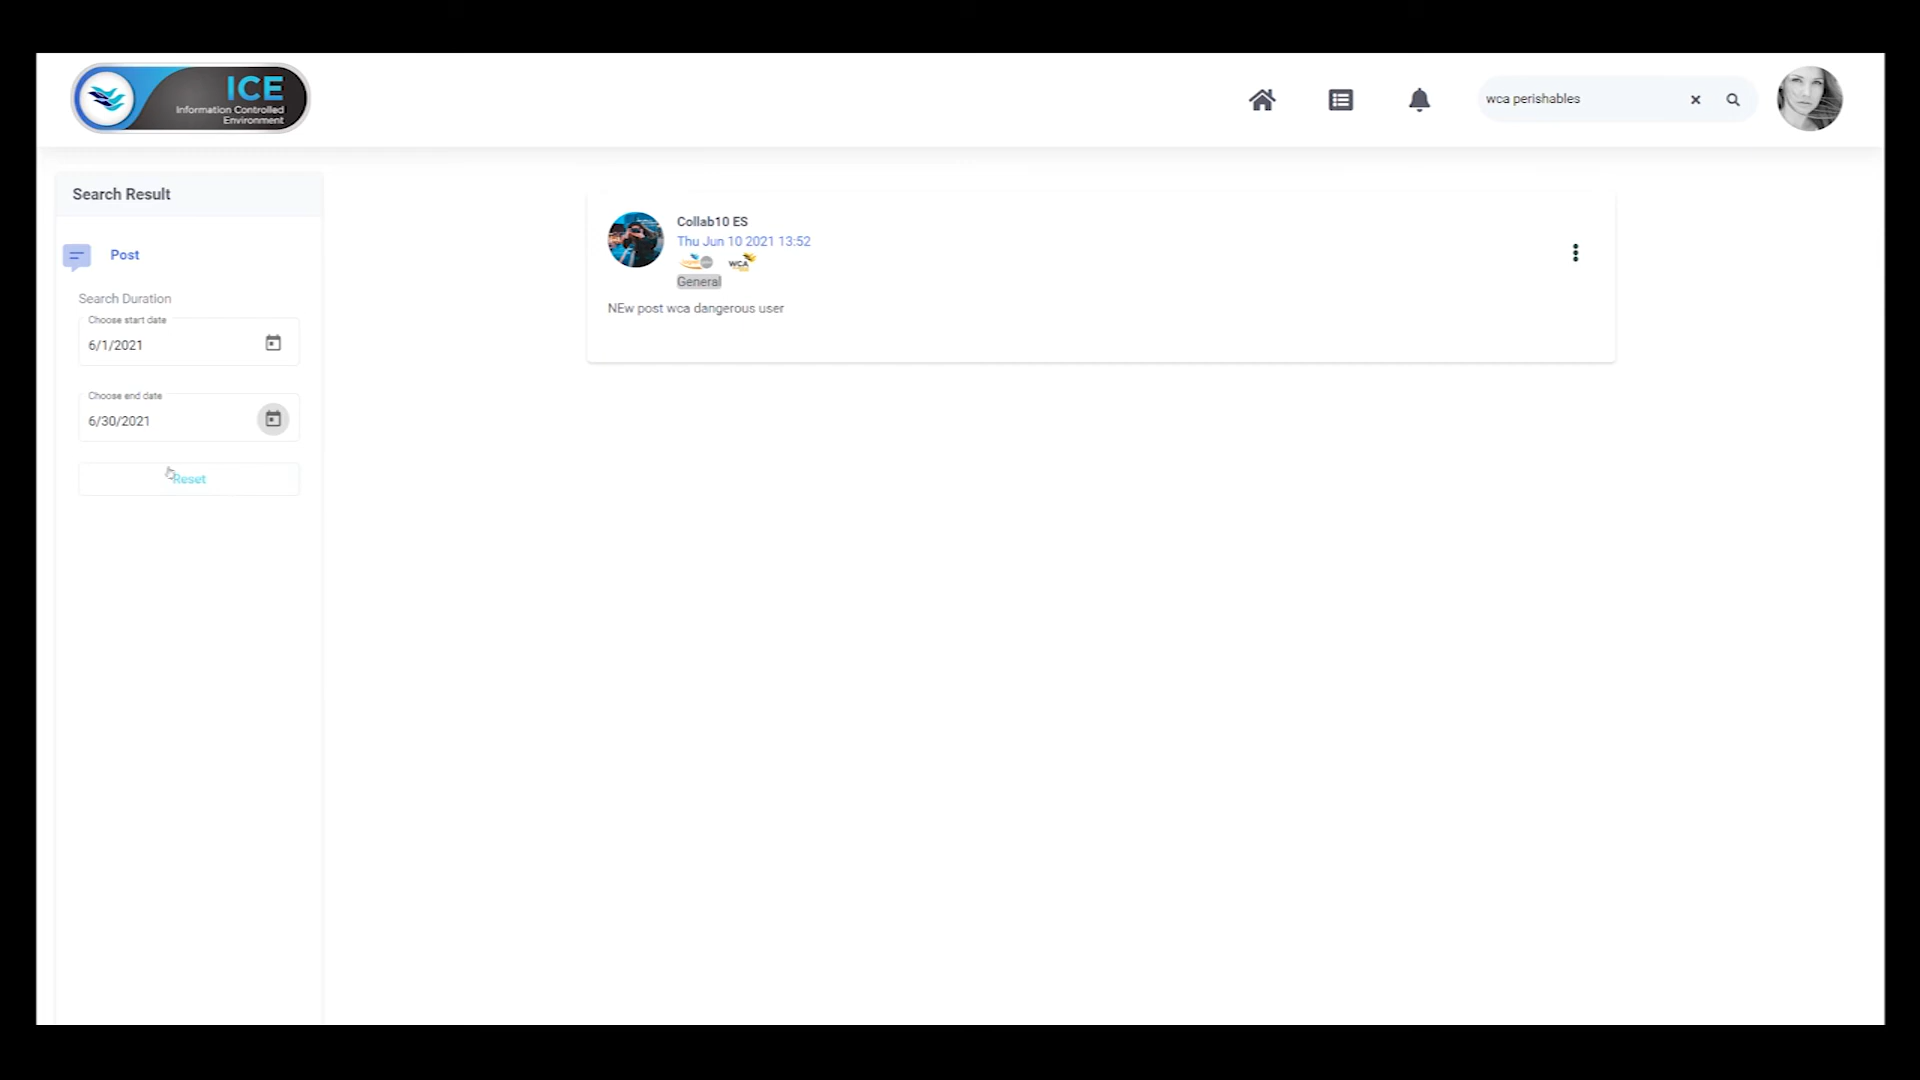 ICE
Information Controlled
Environment
wca perishables
Search Result
Post
Search Duration
Choose start date
6/1/2021
Choose end date
6/30/2021
Reset
Collab10 ES
Thu Jun 10 2021 13:52
WCA
General
NEw post wca dangerous user